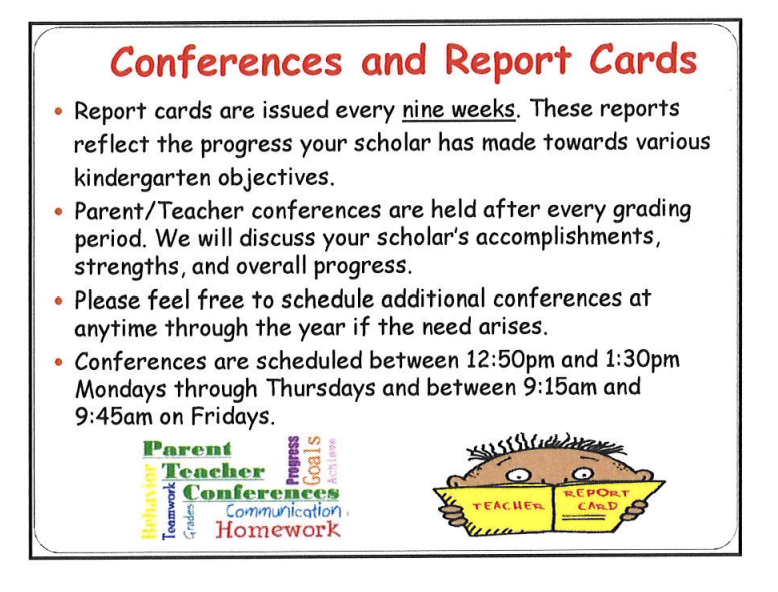 Conferences and Report Cards
• Report cards are issued every nine weeks. These reports
reflect the progress your scholar has made towards various
kindergarten objectives.
• Parent/Teacher conferences are held after every grading
period. We will discuss your scholar's accomplishments,
strengths, and overall progress.
• Please feel free to schedule additional conferences at
anytime through the year if the need arises.
• Conferences are scheduled between 12:50pm and 1:30pm
Mondays through Thursdays and between 9:15am and
9:45am on Fridays.
Parent
Teacher
Conferences
Communication
Homework
Behavior
Teamwork
Grades
Progress
Goals
Achieve
TEACHER
REPORT
CARD